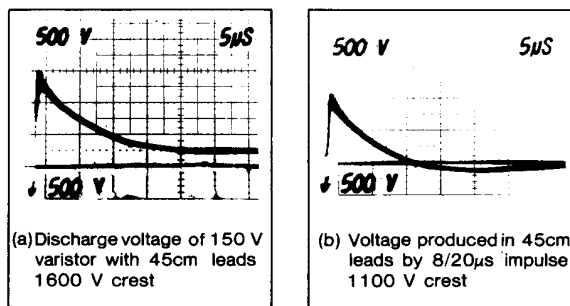 500 V 5µS
↓ 500 V
(a) Discharge voltage of 150 V
varistor with 45cm leads
1600 V crest
500 V 5µS
↓ 500 V
(b) Voltage produced in 45cm
leads by 8/20µs impulse
1100 V crest